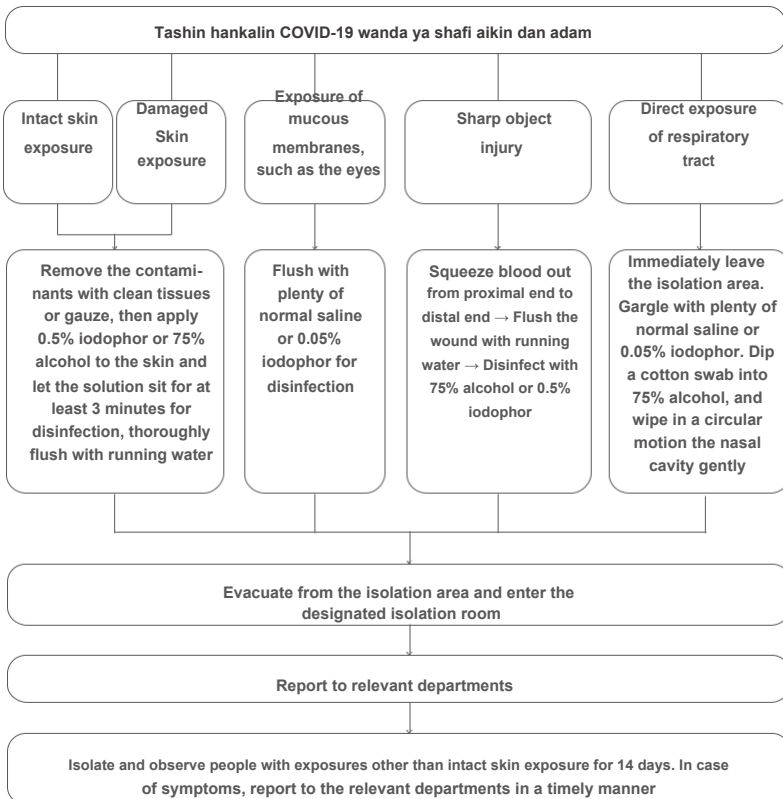 Tashin hankalin COVID-19 wanda ya shafi aikin dan adam
Intact skin
exposure
Damaged
Skin
exposure
Exposure of
mucous
membranes,
such as the eyes
Sharp object
injury
Direct exposure
of respiratory
tract
Remove the contami-
nants with clean tissues
or gauze, then apply
0.5% iodophor or 75%
alcohol to the skin and
let the solution sit for at
least 3 minutes for
disinfection, thoroughly
flush with running water
Flush with
plenty of
normal saline
or 0.05%
iodophor for
disinfection
Squeeze blood out
from proximal end to
distal end → Flush the
wound with running
water → Disinfect with
75% alcohol or 0.5%
iodophor
Immediately leave
the isolation area.
Gargle with plenty of
normal saline or
0.05% iodophor. Dip
a cotton swab into
75% alcohol, and
wipe in a circular
motion the nasal
cavity gently
Evacuate from the isolation area and enter the
designated isolation room
Report to relevant departments
Isolate and observe people with exposures other than intact skin exposure for 14 days. In case
of symptoms, report to the relevant departments in a timely manner